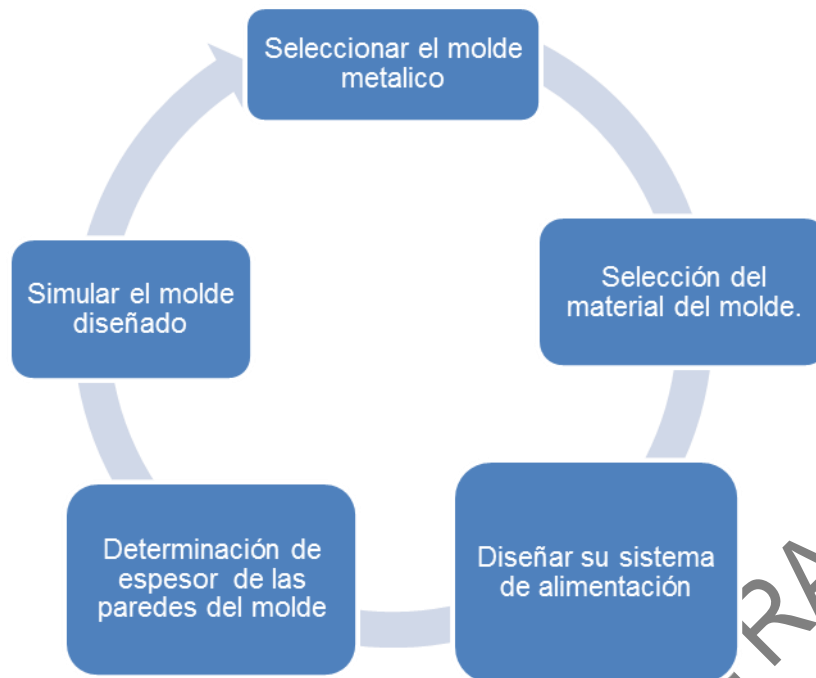 Seleccionar el molde
metalico
Selección del
material del molde.
Diseñar su sistema
de alimentación
Determinación de
espesor de las
paredes del molde
Simular el molde
diseñado